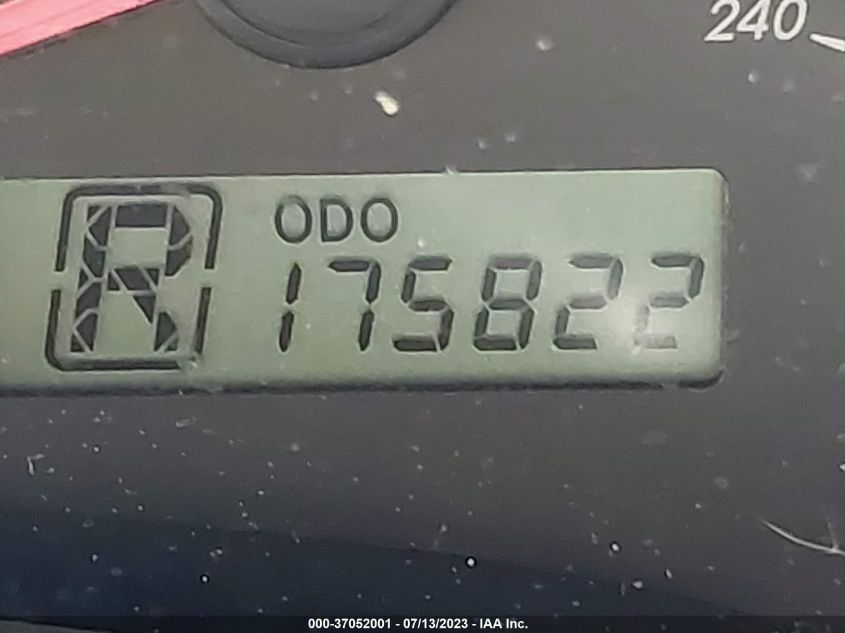 240
R ODO
175822
000-37052001 - 07/13/2023 - IAA Inc.